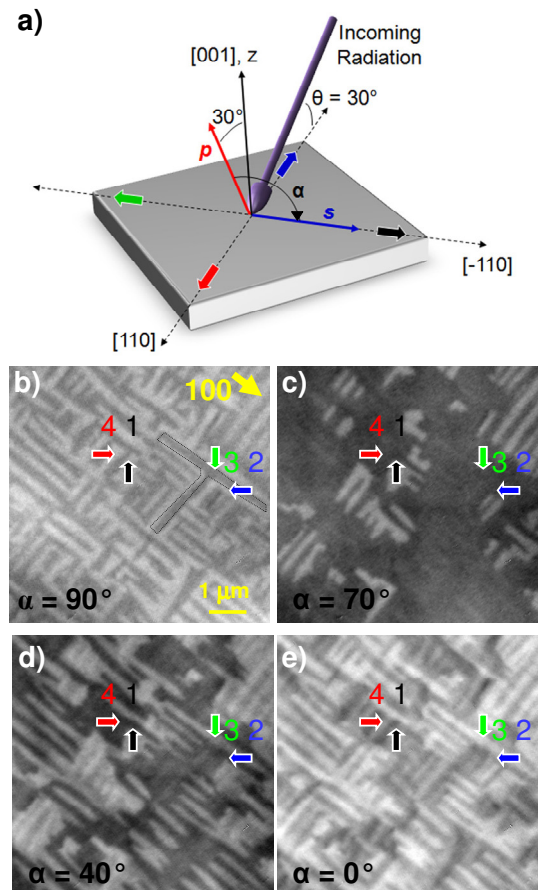 a)
Incoming
Radiation
[001], z
30°
θ = 30°
p
α
s
[-110]
[110]
b)
100
4 1
3 2
α = 90°
1 µm
c)
4 1
3 2
α = 70°
d)
4 1
3 2
α = 40°
e)
4 1
3 2
α = 0°